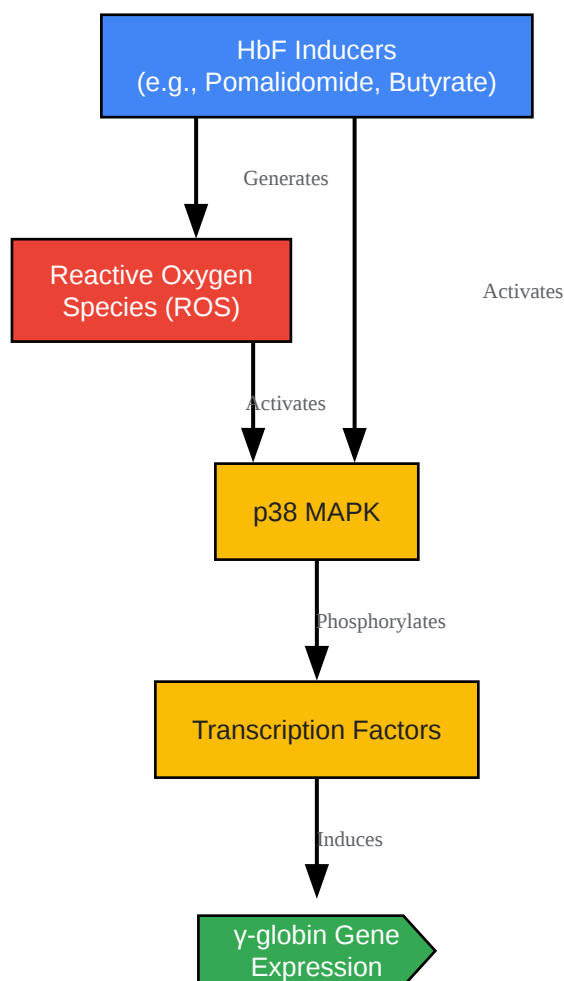 HbF Inducers
(e.g., Pomalidomide, Butyrate)
Generates
Reactive Oxygen
Species (ROS)
Activates
Activates
p38 MAPK
Phosphorylates
Transcription Factors
Induces
γ-globin Gene
Expression